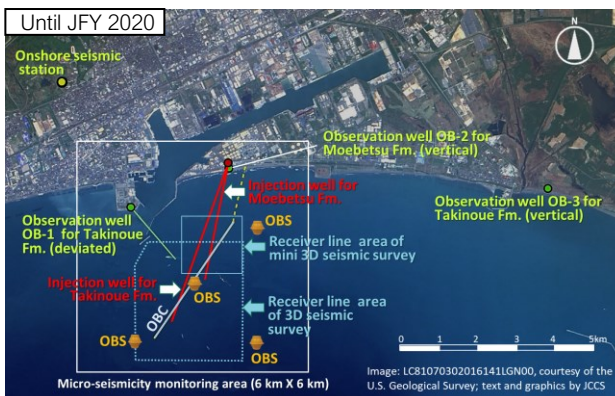 Until JFY 2020
N
Onshore seismic
station
Observation well OB-2 for
Moebetsu Fm. (vertical)
Injection well for
Moebetsu Fm.
Observation well OB-3 for
Takinoue Fm.
(vertical)
Observation well
OB-1 for Takinoue
Fm. (deviated)
OBS
Receiver line area of
mini 3D seismic survey
Injection well for
Takinoue Fm.
OBS
OBC
Receiver line area
of 3D seismic
survey
OBS
OBS
0 1 2 3 4 5km
Micro-seismicity monitoring area (6 km X 6 km)
Image: LC81070302016141LGN00, courtesy of the
U.S. Geological Survey; text and graphics by JCCS